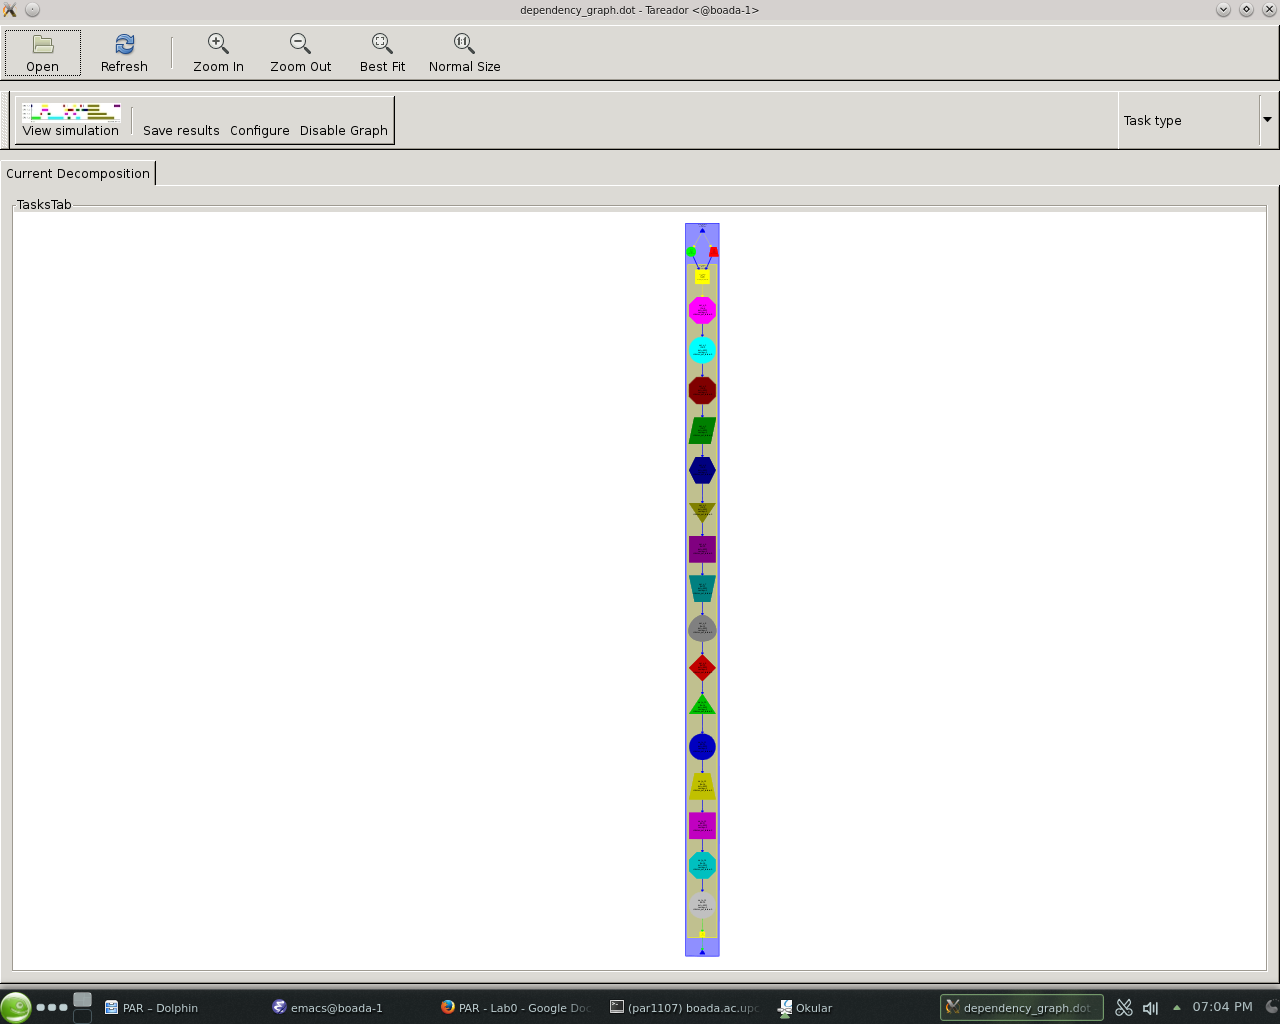 dependency_graph.dot - Tareador <@boada-1>
Open Refresh Zoom In Zoom Out Best Fit Normal Size
View simulation Save results Configure Disable Graph Task type
Current Decomposition
TasksTab
PAR – Dolphin emacs@boada-1 PAR - Lab0 - Google Doc (par1107) boada.ac.upc Okular dependency_graph.dot 07:04 PM